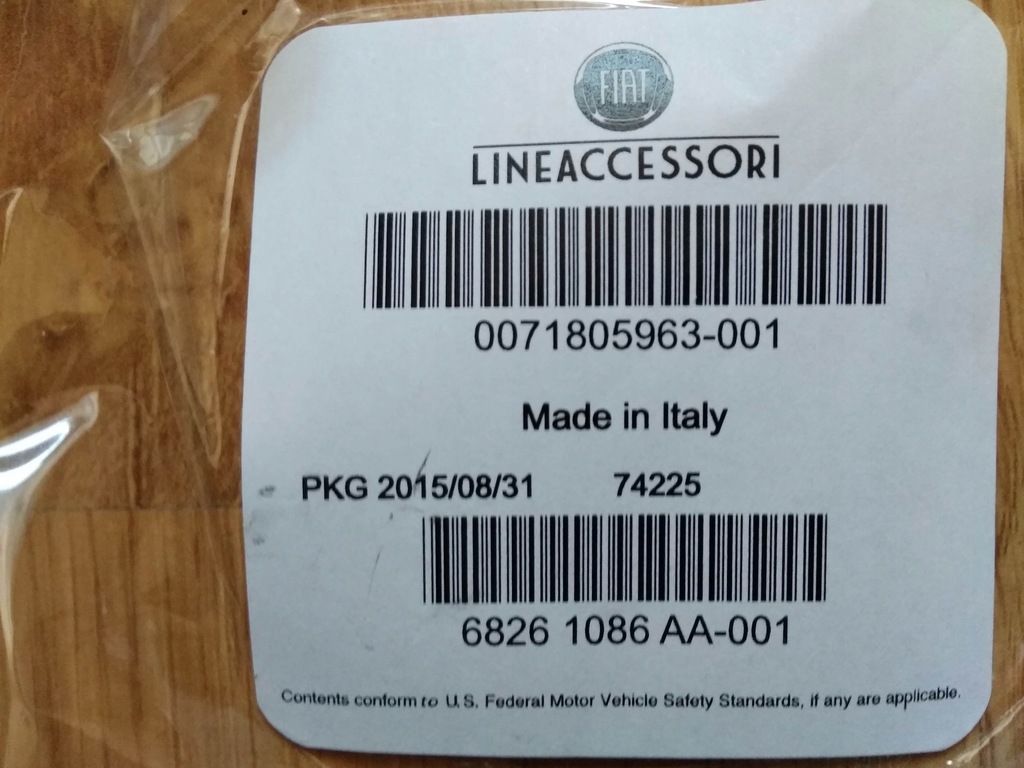 FIAT
LINEACCESSORI
0071805963-001
Made in Italy
PKG 2015/08/31 74225
6826 1086 AA-001
Contents conform to U.S. Federal Motor Vehicle Safety Standards, if any are applicable.